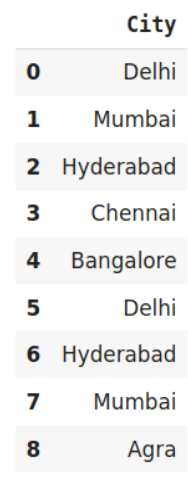 City
0 Delhi
1 Mumbai
2 Hyderabad
3 Chennai
4 Bangalore
5 Delhi
6 Hyderabad
7 Mumbai
8 Agra